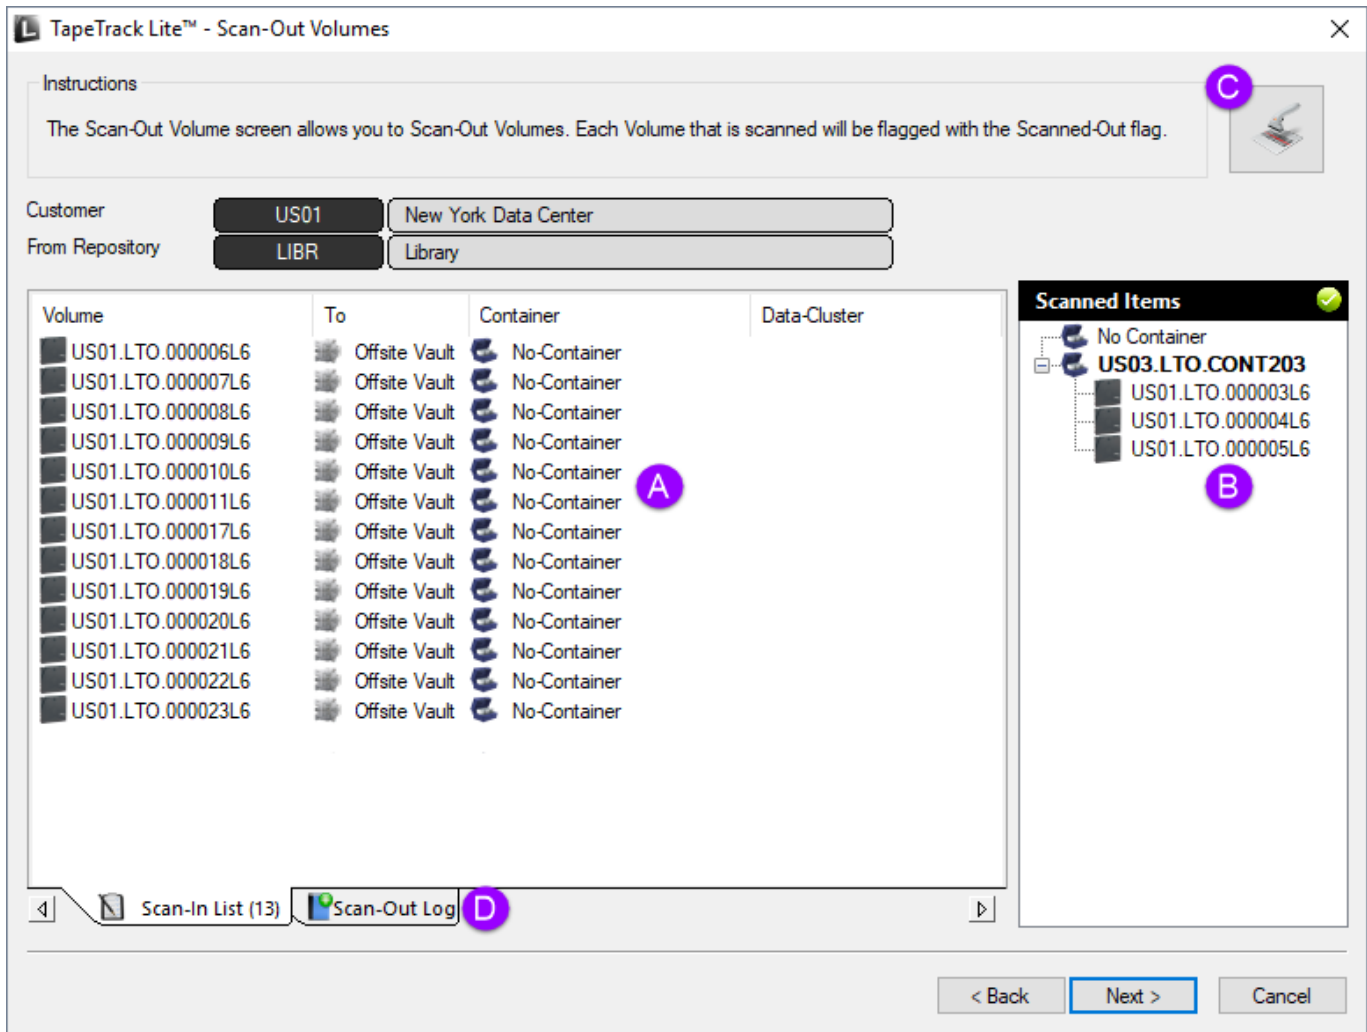 TapeTrack Lite™ - Scan-Out Volumes
Instructions
C
The Scan-Out Volume screen allows you to Scan-Out Volumes. Each Volume that is scanned will be flagged with the Scanned-Out flag.
Customer US01 New York Data Center
From Repository LIBR Library
Volume To Container Data-Cluster
US01.LTO.000006L6 Offsite Vault No-Container
US01.LTO.000007L6 Offsite Vault No-Container
US01.LTO.000008L6 Offsite Vault No-Container
US01.LTO.000009L6 Offsite Vault No-Container
US01.LTO.000010L6 Offsite Vault No-Container
US01.LTO.000011L6 Offsite Vault No-Container
US01.LTO.000017L6 Offsite Vault No-Container
US01.LTO.000018L6 Offsite Vault No-Container
US01.LTO.000019L6 Offsite Vault No-Container
US01.LTO.000020L6 Offsite Vault No-Container
US01.LTO.000021L6 Offsite Vault No-Container
US01.LTO.000022L6 Offsite Vault No-Container
US01.LTO.000023L6 Offsite Vault No-Container
A
Scanned Items
No Container
US03.LTO.CONT203
US01.LTO.000003L6
US01.LTO.000004L6
US01.LTO.000005L6
B
Scan-In List (13) Scan-Out Log D
< Back Next > Cancel